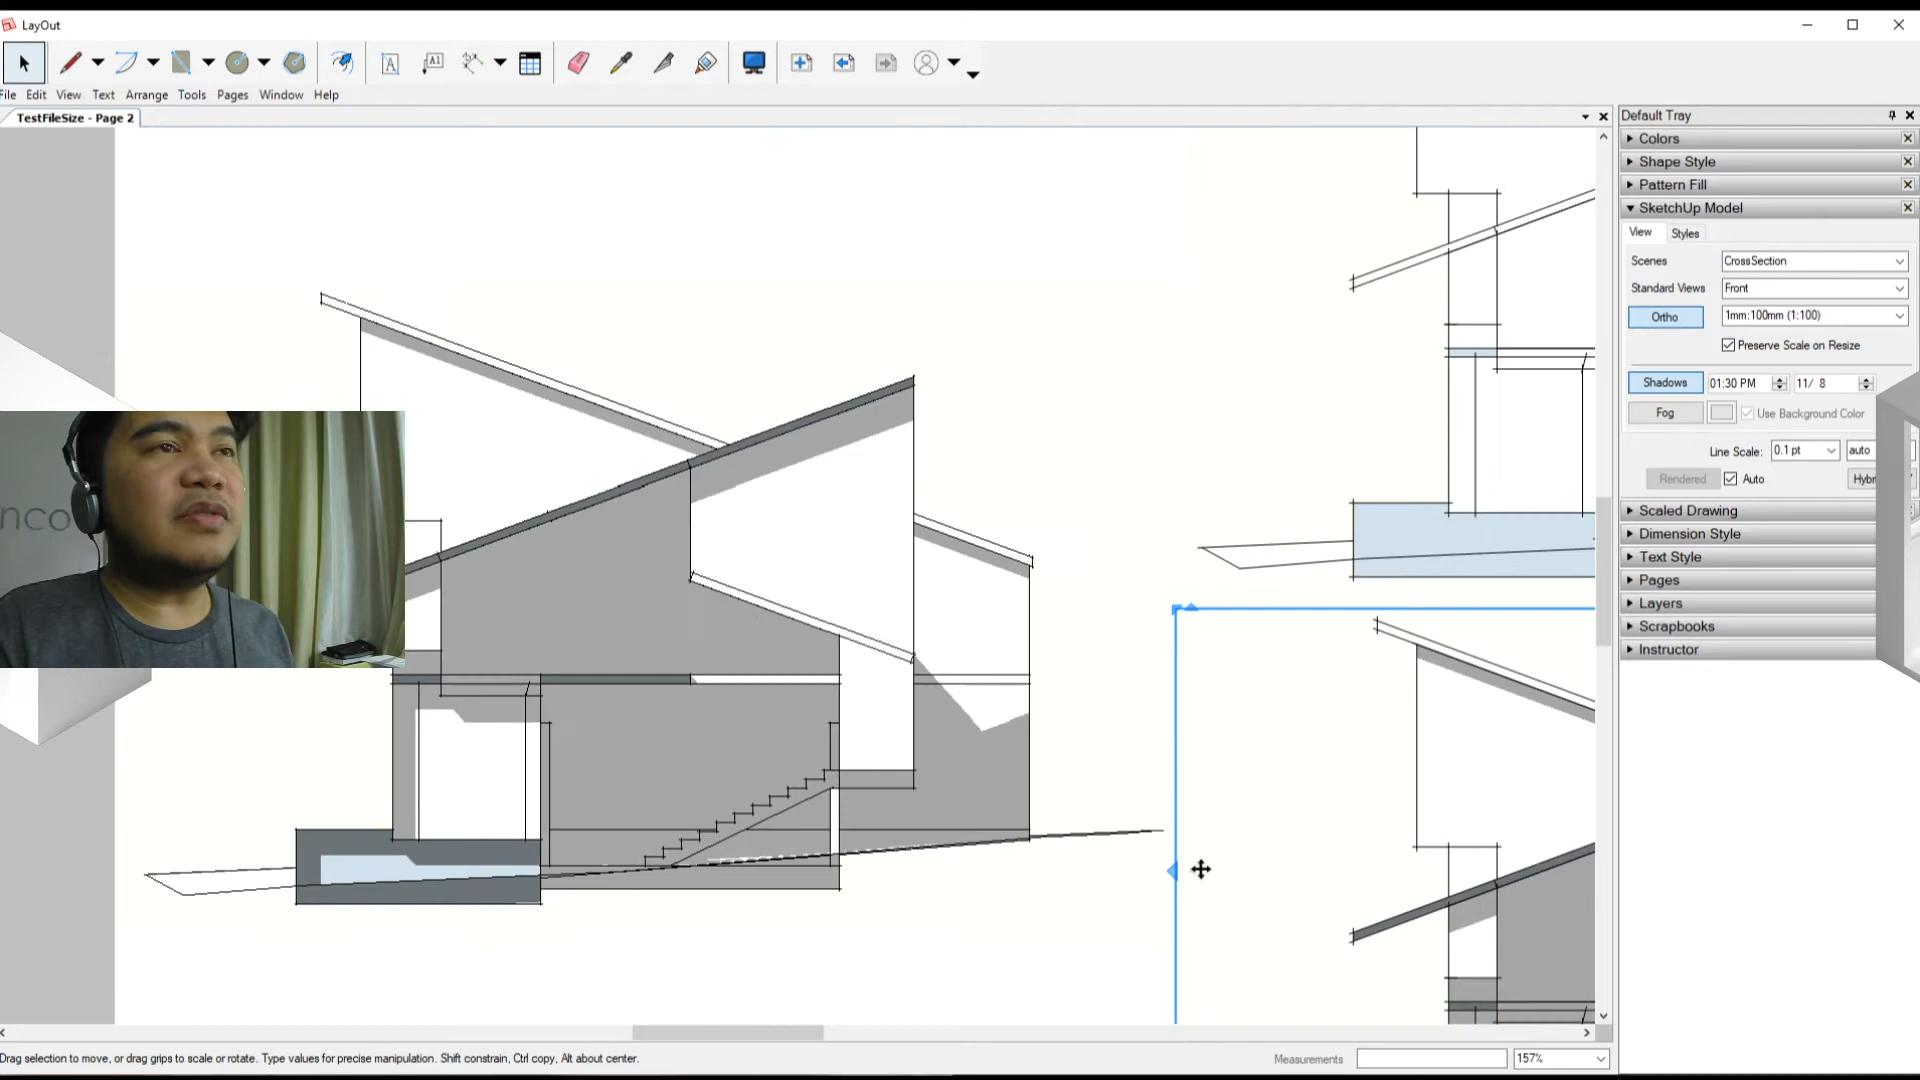 LayOut
A
A1
File Edit View Text Arrange Tools Pages Window Help
TestFileSize - Page 2
Default Tray
Colors
Shape Style
Pattern Fill
SketchUp Model
View Styles
Scenes CrossSection
Standard Views Front
Ortho 1mm:100mm (1:100)
Preserve Scale on Resize
Shadows 01:30 PM 11/ 8
Fog Use Background Color
Line Scale: 0.1 pt auto
Rendered Auto Hybr
Scaled Drawing
Dimension Style
Text Style
Pages
Layers
Scrapbooks
Instructor
nco
Drag selection to move, or drag grips to scale or rotate. Type values for precise manipulation. Shift constrain, Ctrl copy, Alt about center.
Measurements 157%